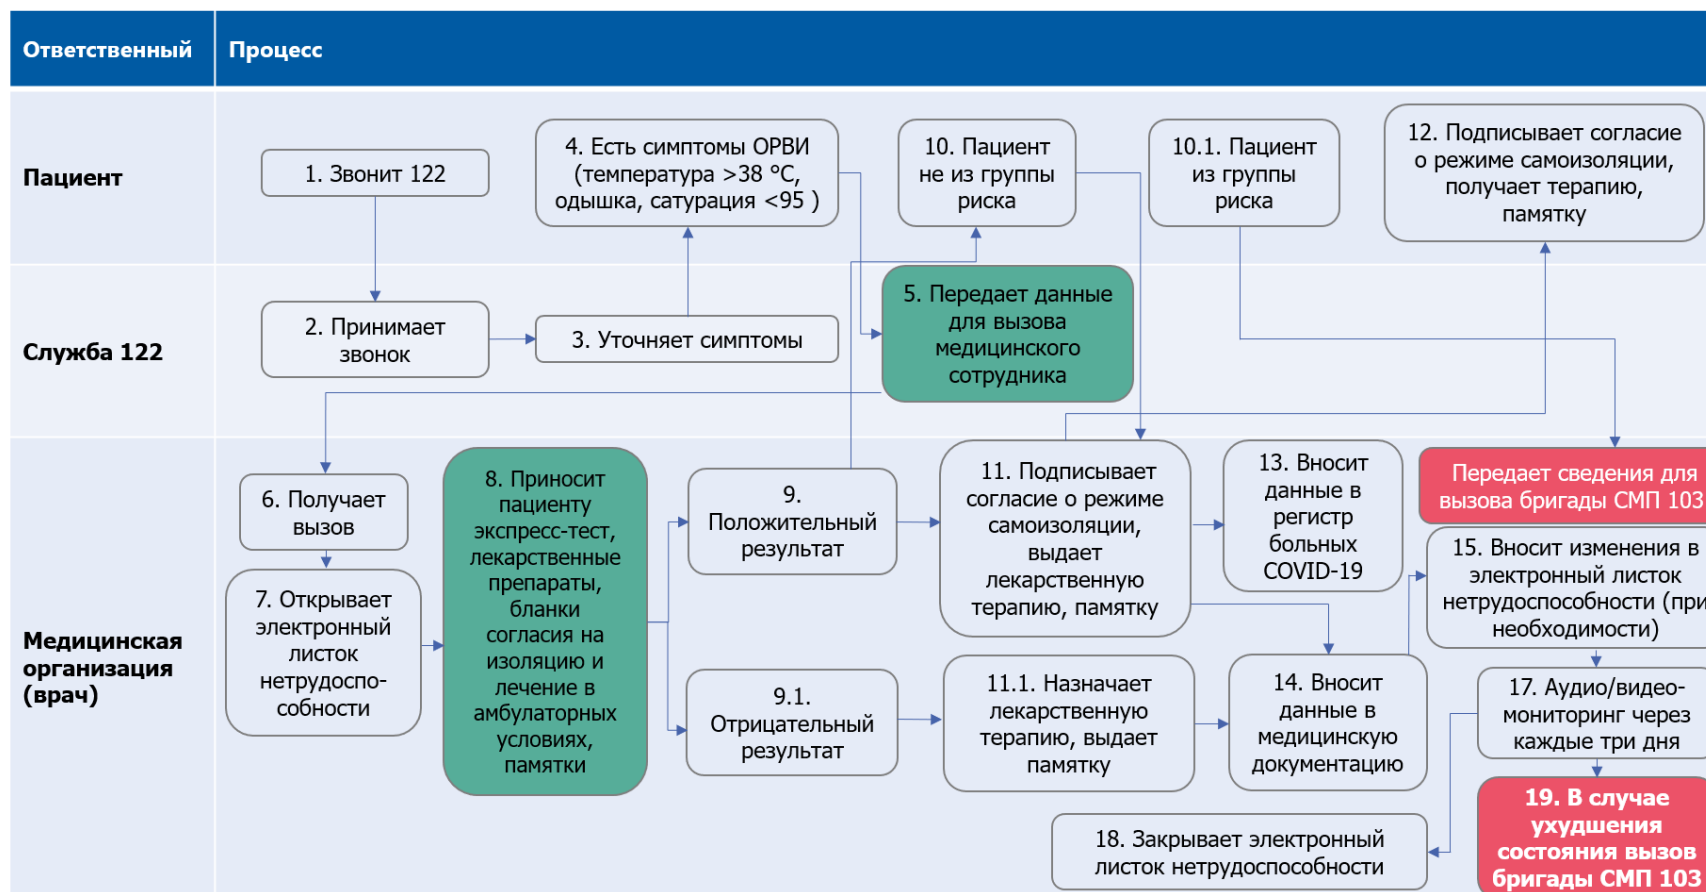 Ответственный
Процесс
Пациент
1. Звонит 122
4. Есть симптомы ОРВИ
(температура >38 °C,
одышка, сатурация <95 )
10. Пациент
не из группы
риска
10.1. Пациент
из группы
риска
12. Подписывает согласие
о режиме самоизоляции,
получает терапию,
памятку
Служба 122
2. Принимает
звонок
3. Уточняет симптомы
5. Передает данные
для вызова
медицинского
сотрудника
Медицинская
организация
(врач)
6. Получает
вызов
7. Открывает
электронный
листок
нетрудоспо-
собности
8. Приносит
пациенту
экспресс-тест,
лекарственные
препараты,
бланки
согласия на
изоляцию и
лечение в
амбулаторных
условиях,
памятки
9.
Положительный
результат
9.1.
Отрицательный
результат
11. Подписывает
согласие о режиме
самоизоляции,
выдает
лекарственную
терапию, памятку
11.1. Назначает
лекарственную
терапию, выдает
памятку
13. Вносит
данные в
регистр
больных
COVID-19
14. Вносит
данные в
медицинскую
документацию
Передает сведения для
вызова бригады СМП 103
15. Вносит изменения в
электронный листок
нетрудоспособности (при
необходимости)
17. Аудио/видео-
мониторинг через
каждые три дня
18. Закрывает электронный
листок нетрудоспособности
19. В случае
ухудшения
состояния вызов
бригады СМП 103